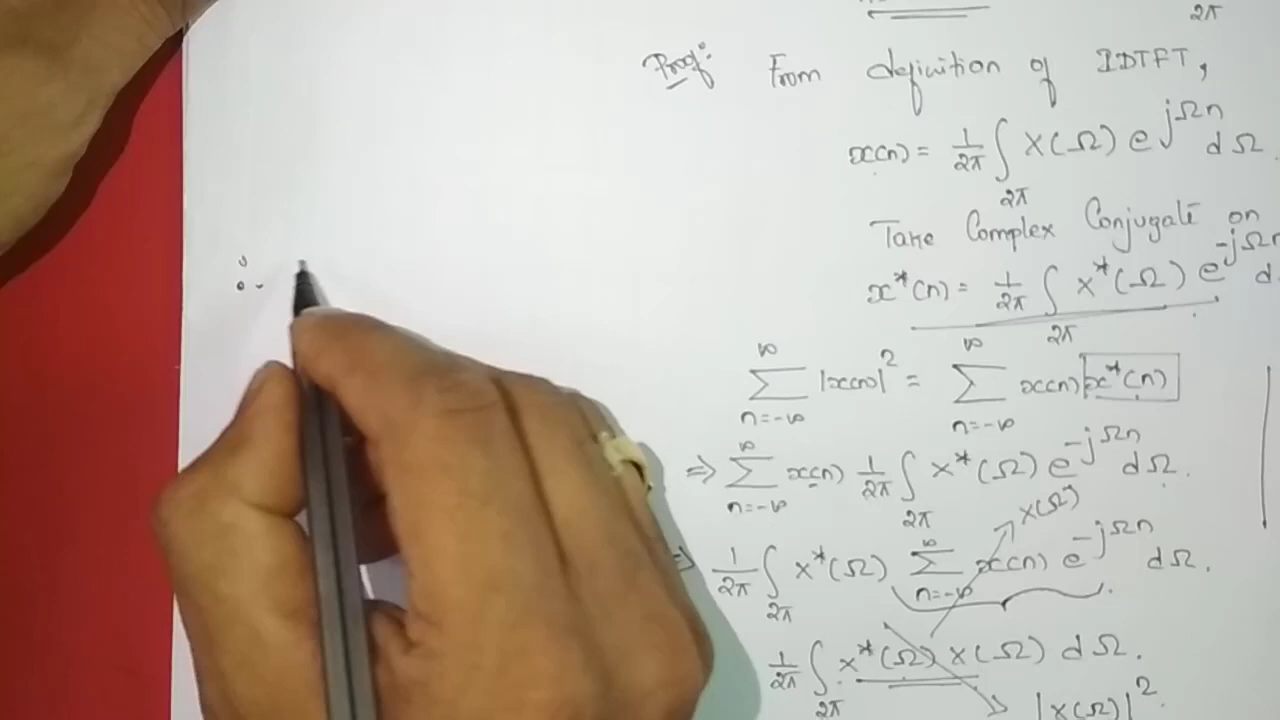 2π
Proof: From definition of IDTFT,
x(n) = 1/2π ∫2π X(Ω) e^jΩn dΩ
Take Complex Conjugate on
x*(n) = 1/2π ∫2π X*(Ω) e^-jΩn d
∞ Σ n=-∞ |x(n)|² = ∞ Σ n=-∞ x(n) x*(n)
=> ∞ Σ n=-∞ x(n) 1/2π ∫2π X*(Ω) e^-jΩn dΩ.
X(Ω)
=> 1/2π ∫2π X*(Ω) ∞ Σ n=-∞ x(n) e^-jΩn dΩ.
1/2π ∫2π X*(Ω) X(Ω) dΩ.
|X(Ω)|²